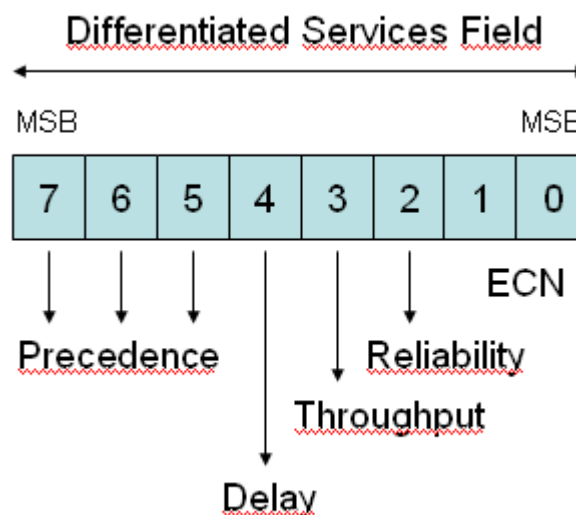 Differentiated Services Field
MSB MSB
7 6 5 4 3 2 1 0
ECN
Precedence Reliability
Throughput
Delay